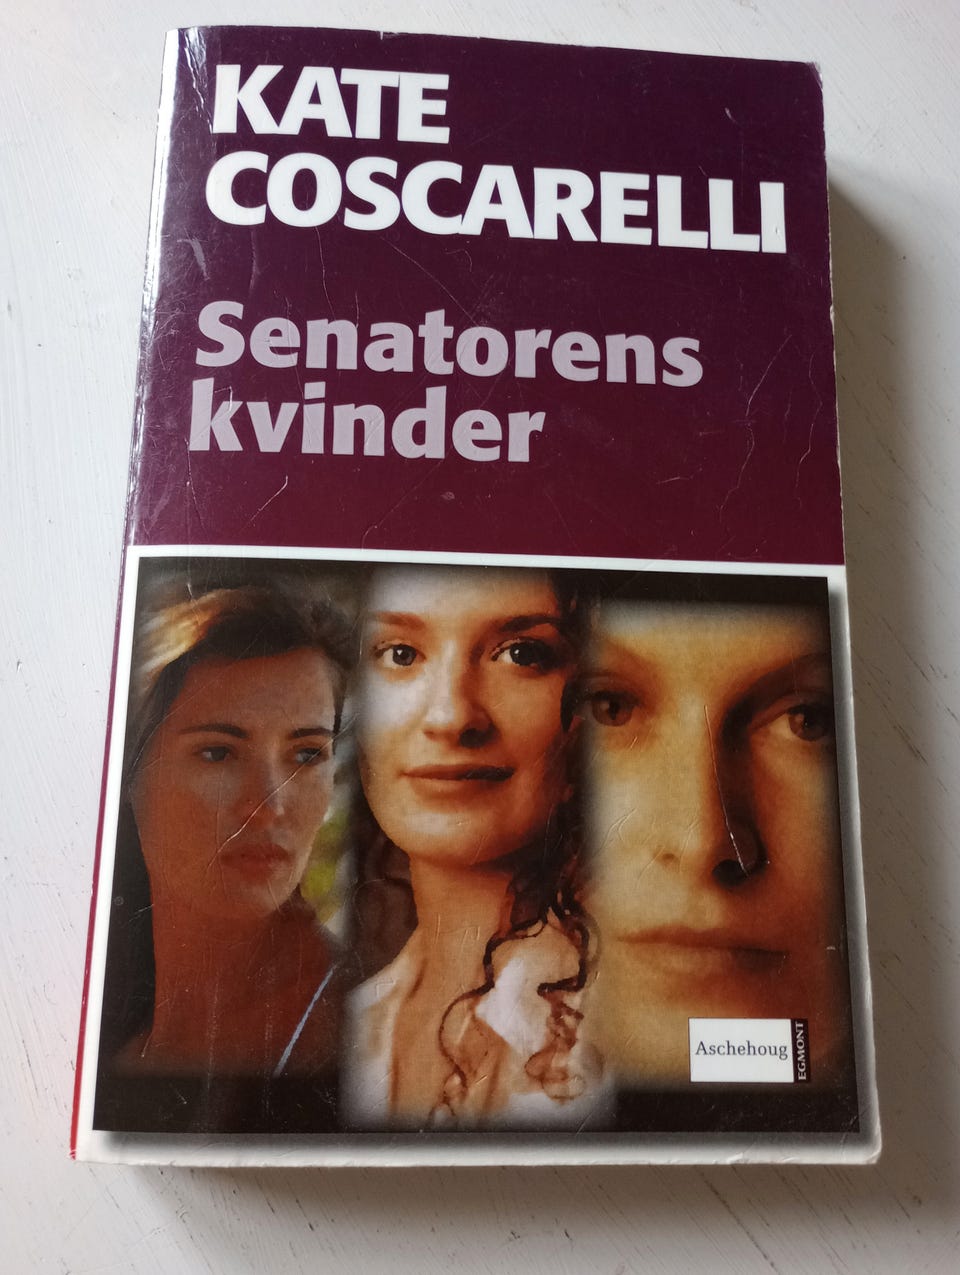 KATE
COSCARELLI
Senatorens
kvinder
Aschehoug
EGMONT